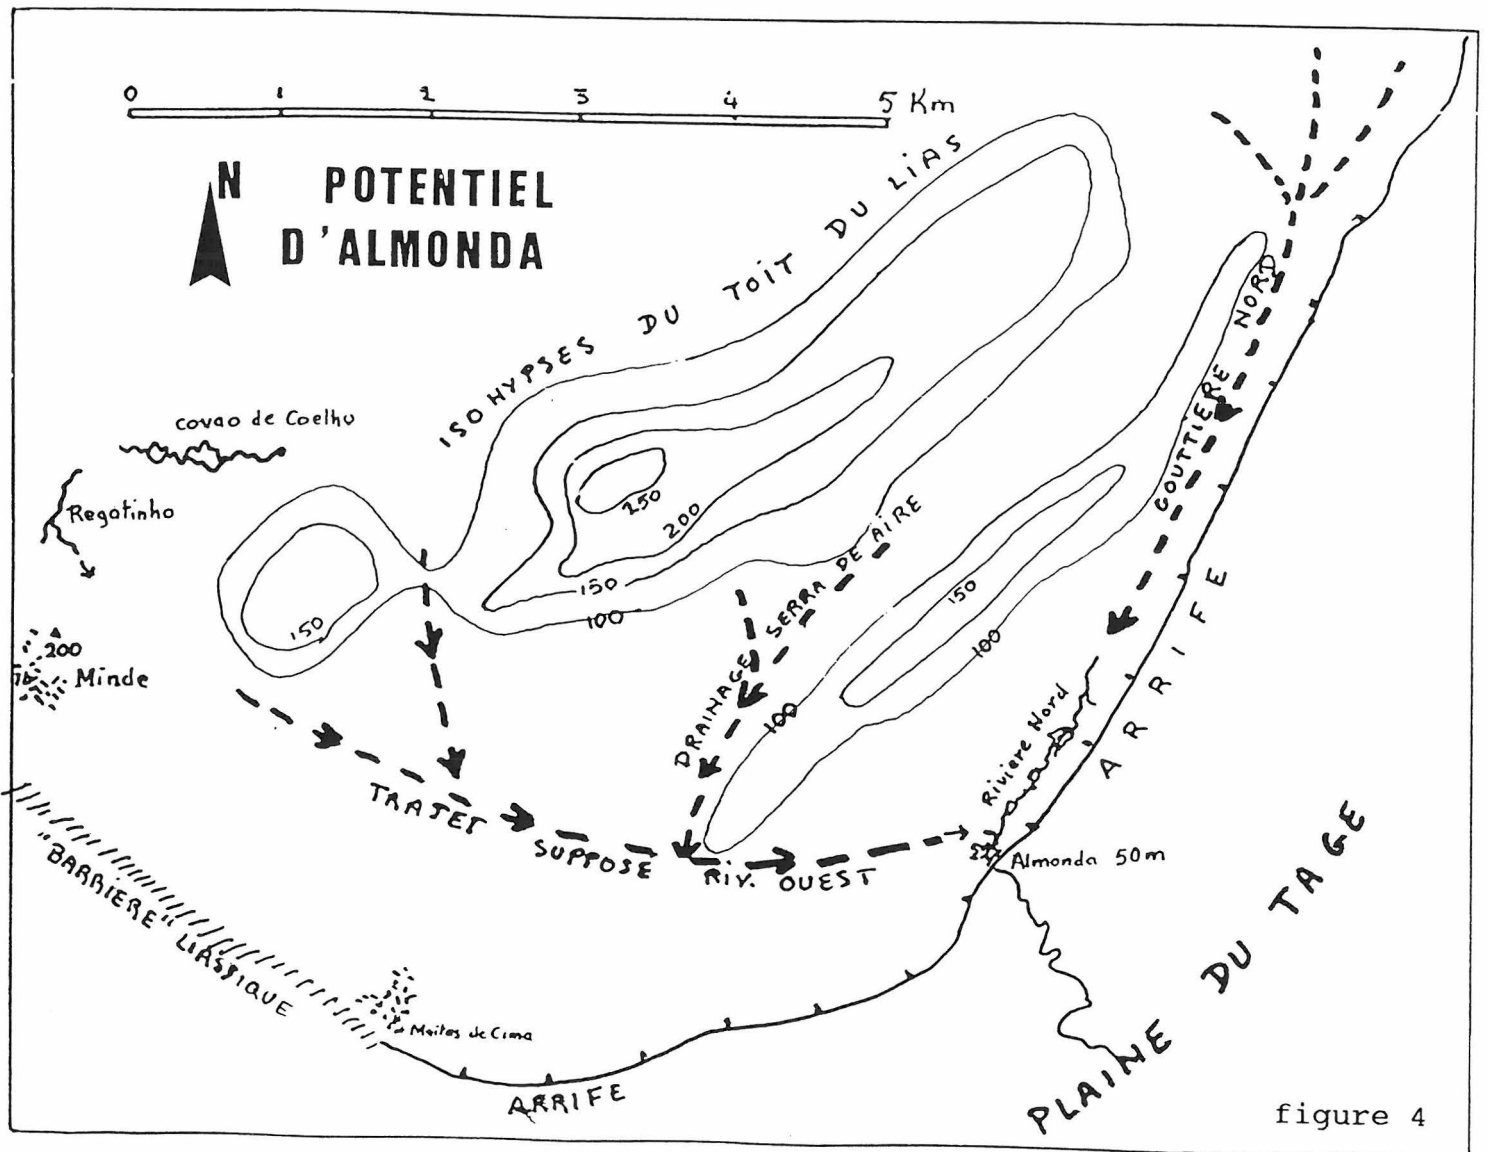 0 1 2 3 4 5 Km
N
POTENTIEL
D'ALMONDA
ISOHYPSES DU TOIT DU LIAS
covao de Coelho
Regatinho
200
Minde
150
250
200
150
100
150
100
100
GOUTTIERE NORD
DRAINAGE SERRA DE AIRE
ARRIFE
Riviere Nord
Almonda 50m
TRAJET SUPPOSE RIV. OUEST
"BARRIERE" LIASSIQUE
Moitas de Cima
ARRIFE
PLAINE DU TAGE
figure 4